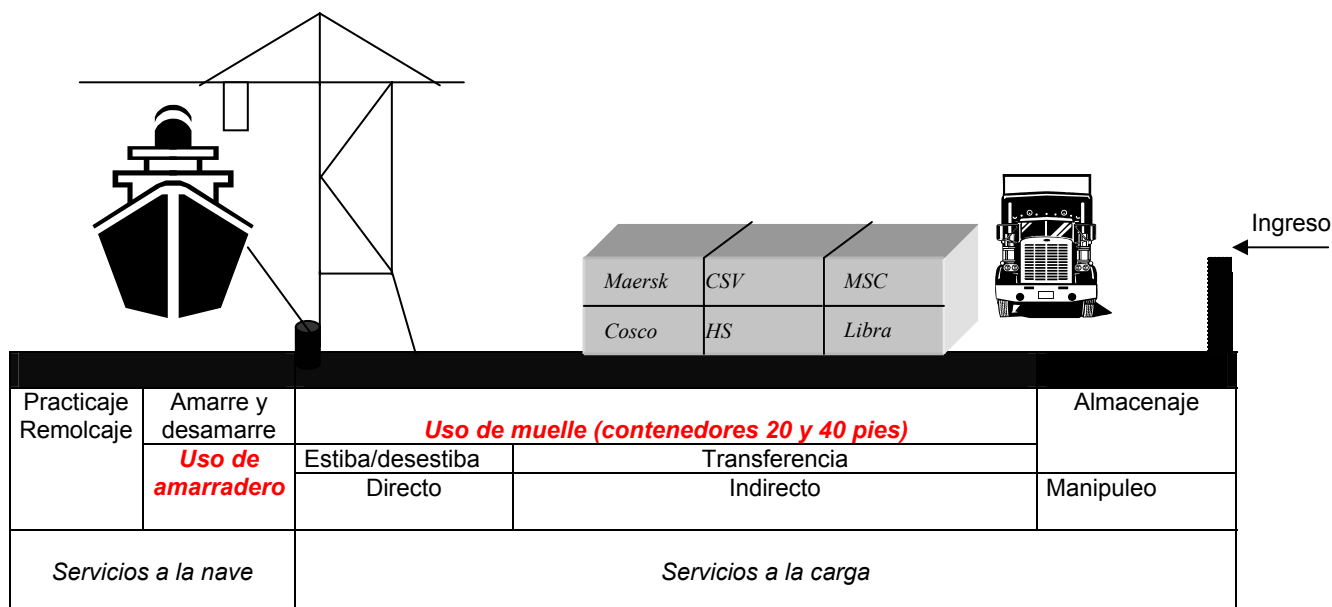 Ingreso
Maersk CSV MSC
Cosco HS Libra
Practicaje
Remolcaje
Amarre y
desamarre
Uso de
amarradero
Uso de muelle (contenedores 20 y 40 pies)
Estiba/desestiba
Transferencia
Directo
Indirecto
Almacenaje
Manipuleo
Servicios a la nave
Servicios a la carga